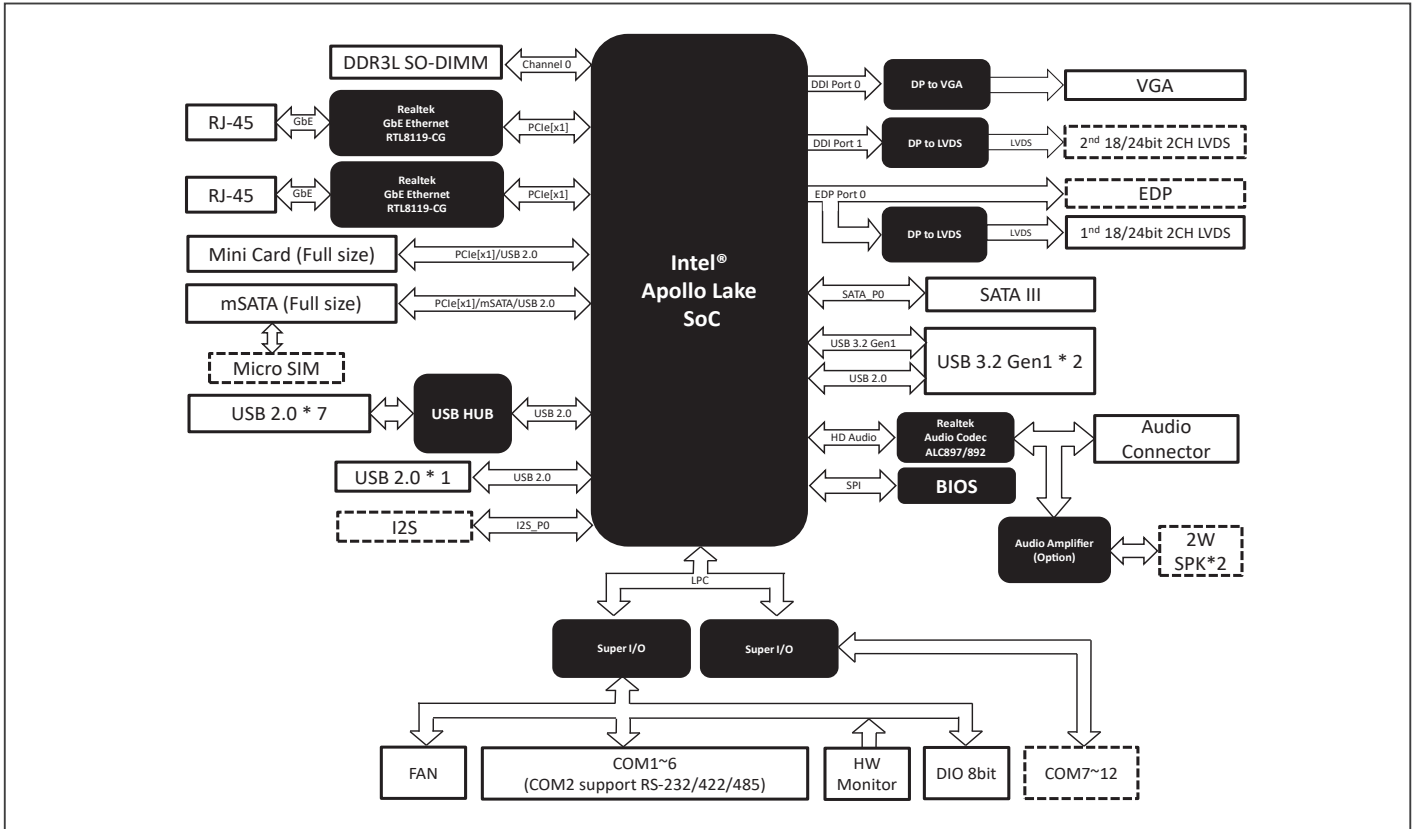 DDR3L SO-DIMM
Channel 0
RJ-45
GbE
Realtek
GbE Ethernet
RTL8119-CG
PCIe[x1]
RJ-45
GbE
Realtek
GbE Ethernet
RTL8119-CG
PCIe[x1]
Mini Card (Full size)
PCIe[x1]/USB 2.0
mSATA (Full size)
PCIe[x1]/mSATA/USB 2.0
Micro SIM
USB 2.0 * 7
USB HUB
USB 2.0
USB 2.0 * 1
USB 2.0
I2S
I2S_P0
Intel®
Apollo Lake
SoC
DDI Port 0
DP to VGA
VGA
DDI Port 1
DP to LVDS
LVDS
2nd 18/24bit 2CH LVDS
EDP Port 0
EDP
DP to LVDS
LVDS
1nd 18/24bit 2CH LVDS
SATA_P0
SATA III
USB 3.2 Gen1
USB 2.0
USB 3.2 Gen1 * 2
HD Audio
Realtek
Audio Codec
ALC897/892
Audio
Connector
SPI
BIOS
Audio Amplifier
(Option)
2W
SPK*2
LPC
Super I/O
Super I/O
FAN
COM1~6
(COM2 support RS-232/422/485)
HW
Monitor
DIO 8bit
COM7~12